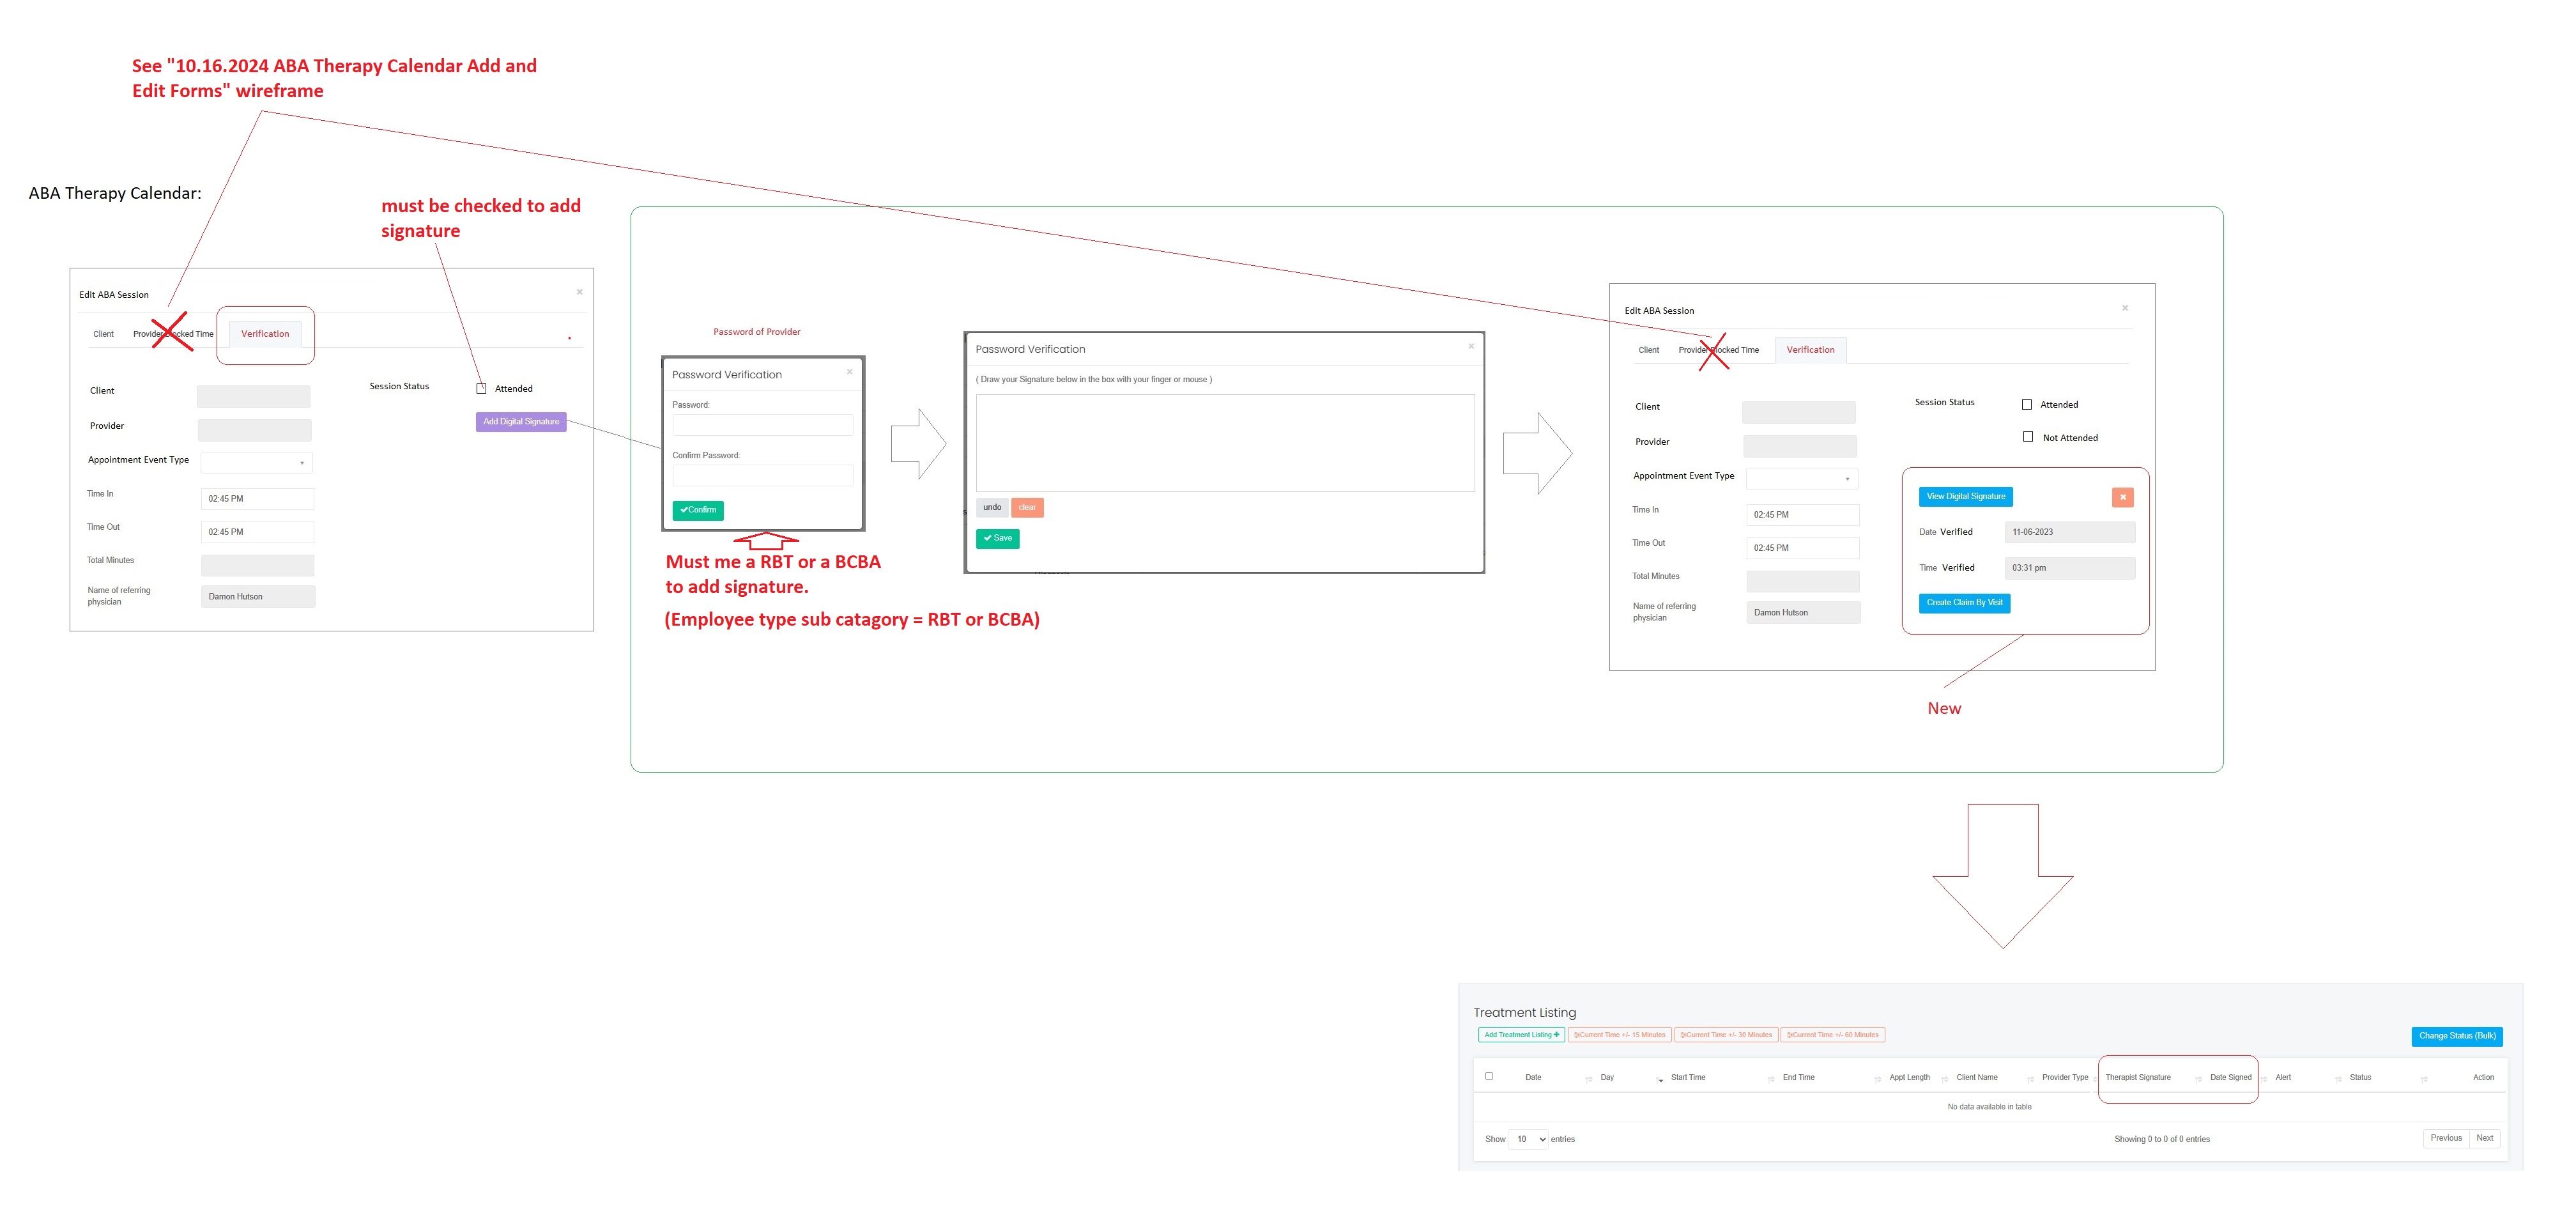 See "10.16.2024 ABA Therapy Calendar Add and
Edit Forms" wireframe
ABA Therapy Calendar:
must be checked to add
signature
Edit ABA Session
×
Client
Provider Blocked Time
Verification
Client
Provider
Appointment Event Type
Time In
02:45 PM
Time Out
02:45 PM
Total Minutes
Name of referring
physician
Damon Hutson
Session Status
Attended
Add Digital Signature
Password of Provider
Password Verification
×
Password:
Confirm Password:
Confirm
Must me a RBT or a BCBA
to add signature.
(Employee type sub catagory = RBT or BCBA)
Password Verification
×
( Draw your Signature below in the box with your finger or mouse )
undo
clear
Save
Edit ABA Session
×
Client
Provider Blocked Time
Verification
Client
Provider
Appointment Event Type
Time In
02:45 PM
Time Out
02:45 PM
Total Minutes
Name of referring
physician
Damon Hutson
Session Status
Attended
Not Attended
View Digital Signature
×
Date Verified
11-06-2023
Time Verified
03:31 pm
Create Claim By Visit
New
Treatment Listing
Add Treatment Listing +
Current Time +/- 15 Minutes
Current Time +/- 30 Minutes
Current Time +/- 60 Minutes
Change Status (Bulk)
Date Day Start Time End Time Appt Length Client Name Provider Type Therapist Signature Date Signed Alert Status Action
No data available in table
Show 10 entries
Showing 0 to 0 of 0 entries
Previous Next